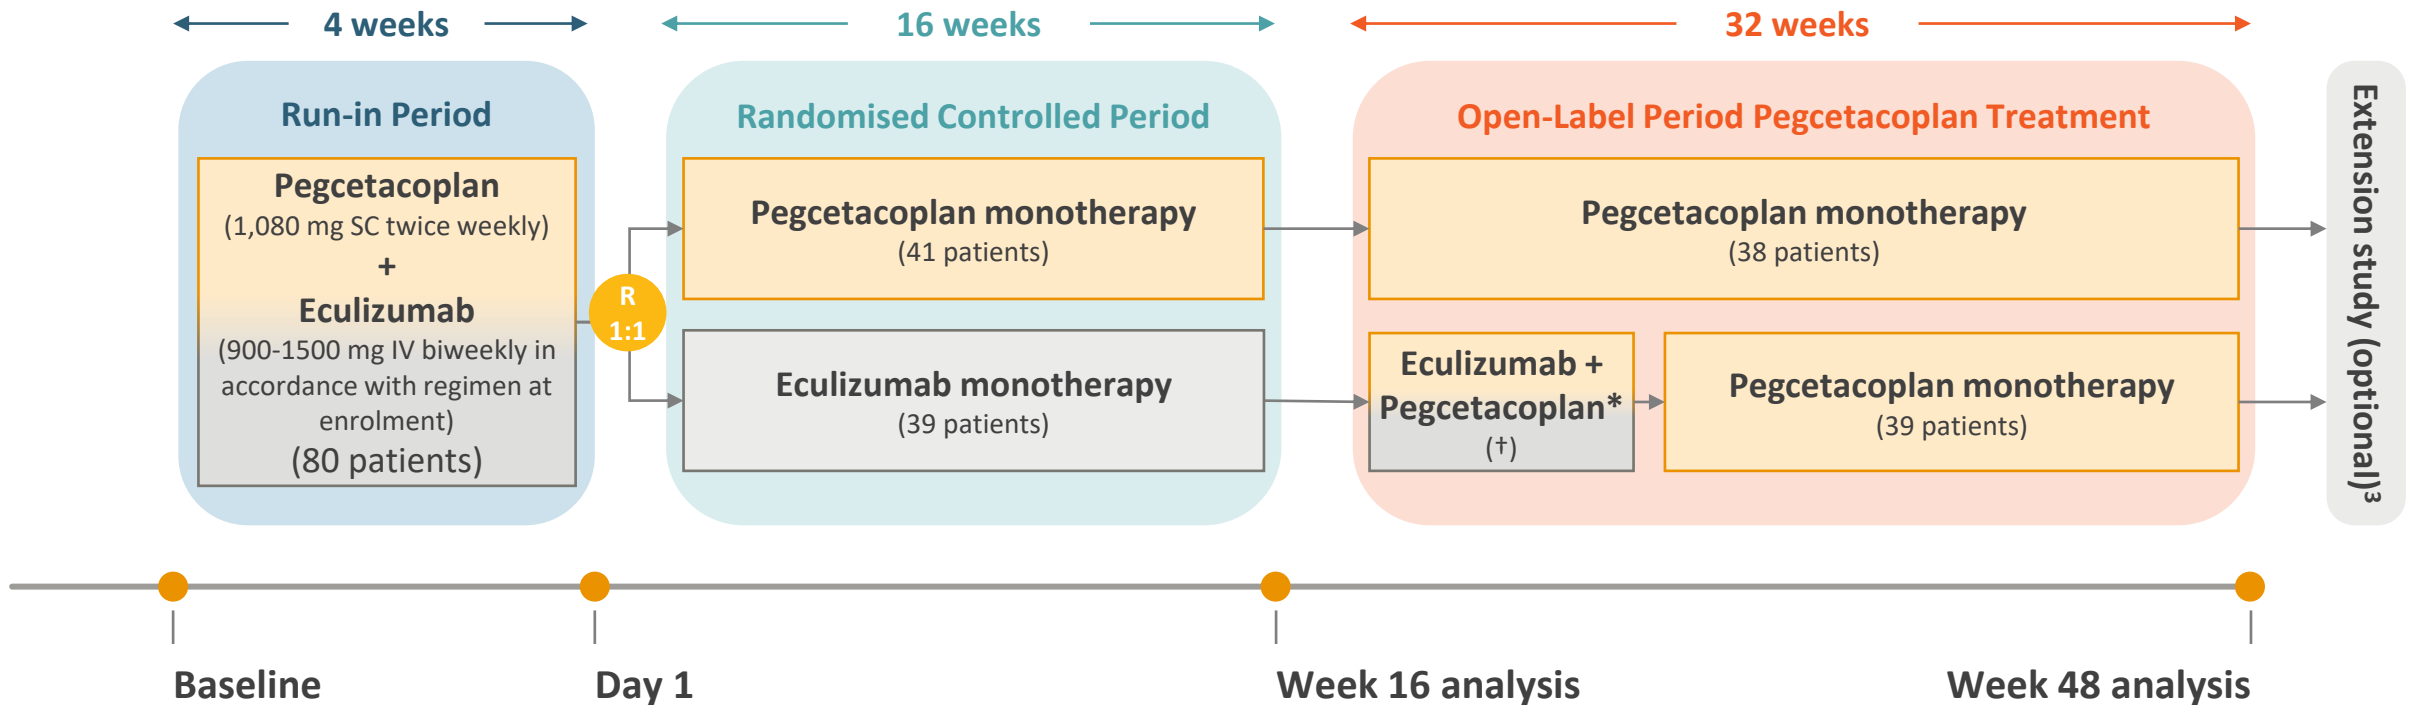 4 weeks
16 weeks
32 weeks
Run-in Period
Pegcetacoplan
(1,080 mg SC twice weekly)
+
Eculizumab
(900-1500 mg IV biweekly in
accordance with regimen at
enrolment)
(80 patients)
R
1:1
Randomised Controlled Period
Pegcetacoplan monotherapy
(41 patients)
Eculizumab monotherapy
(39 patients)
Open-Label Period Pegcetacoplan Treatment
Pegcetacoplan monotherapy
(38 patients)
Eculizumab +
Pegcetacoplan*
(†)
Pegcetacoplan monotherapy
(39 patients)
Extension study (optional)³
Baseline
Day 1
Week 16 analysis
Week 48 analysis